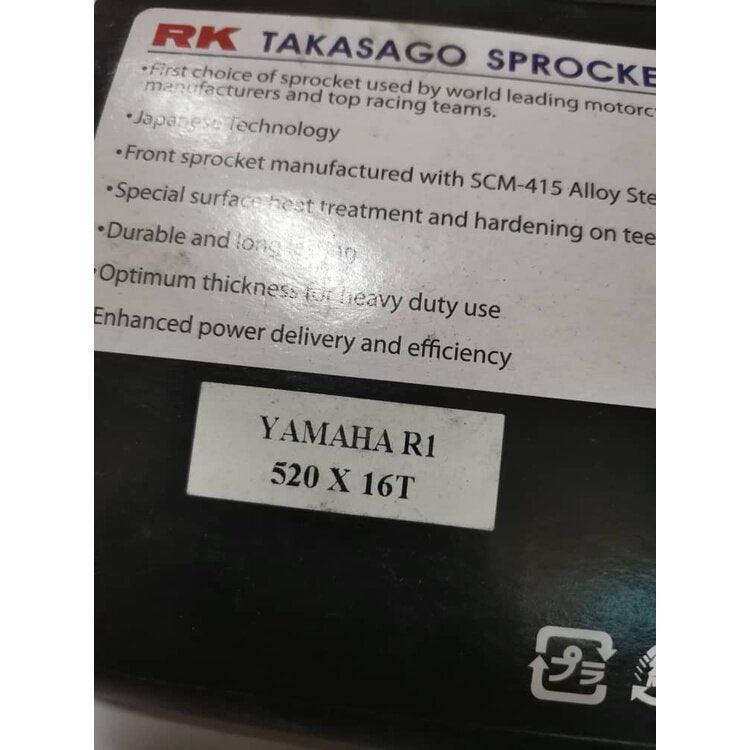 RK TAKASAGO SPROCKE
•First choice of sprocket used by world leading motorc
manufacturers and top racing teams.
•Japanese Technology
•Front sprocket manufactured with SCM-415 Alloy Ste
•Special surface heat treatment and hardening on tee
•Durable and long lasting
•Optimum thickness for heavy duty use
Enhanced power delivery and efficiency
YAMAHA R1
520 X 16T
プラ